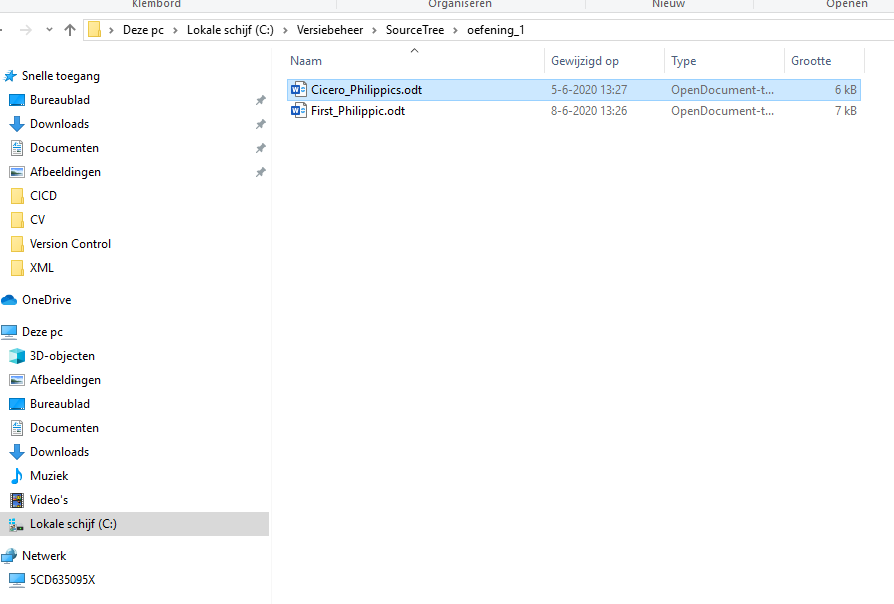 Klembord Organiseren Nieuw Openen
Deze pc Lokale schijf (C:) Versiebeheer SourceTree oefening_1
Naam Gewijzigd op Type Grootte
Cicero_Philippics.odt 5-6-2020 13:27 OpenDocument-t... 6 kB
First_Philippic.odt 8-6-2020 13:26 OpenDocument-t... 7 kB
Snelle toegang
Bureaublad
Downloads
Documenten
Afbeeldingen
CICD
CV
Version Control
XML
OneDrive
Deze pc
3D-objecten
Afbeeldingen
Bureaublad
Documenten
Downloads
Muziek
Video's
Lokale schijf (C:)
Netwerk
5CD635095X